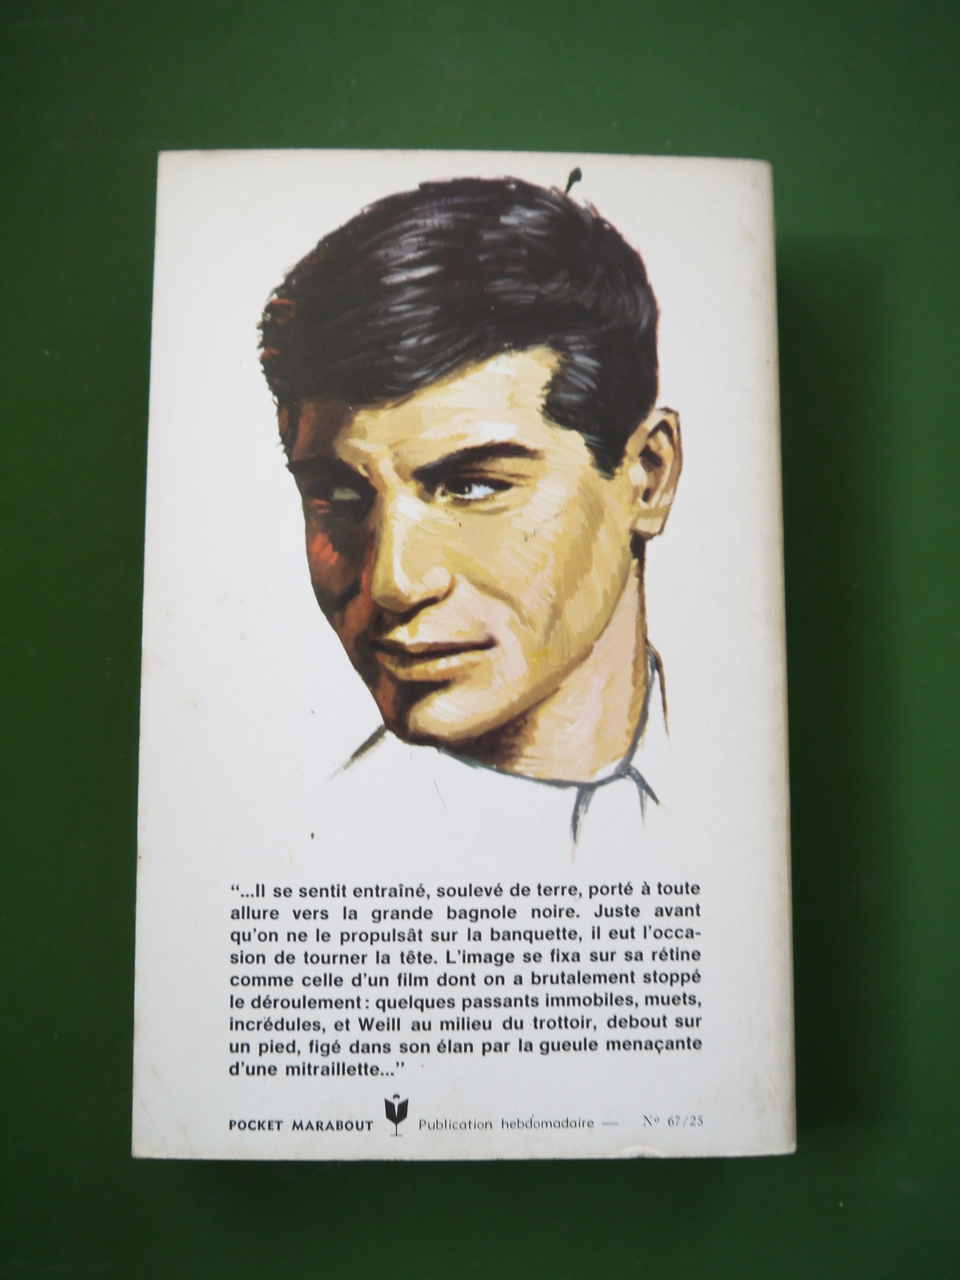 “...Il se sentit entraîné, soulevé de terre, porté à toute
allure vers la grande bagnole noire. Juste avant
qu'on ne le propulsât sur la banquette, il eut l'occa-
sion de tourner la tête. L'image se fixa sur sa rétine
comme celle d'un film dont on a brutalement stoppé
le déroulement : quelques passants immobiles, muets,
incrédules, et Weill au milieu du trottoir, debout sur
un pied, figé dans son élan par la gueule menaçante
d'une mitraillette...”
POCKET MARABOUT Publication hebdomadaire — Nº 67/25